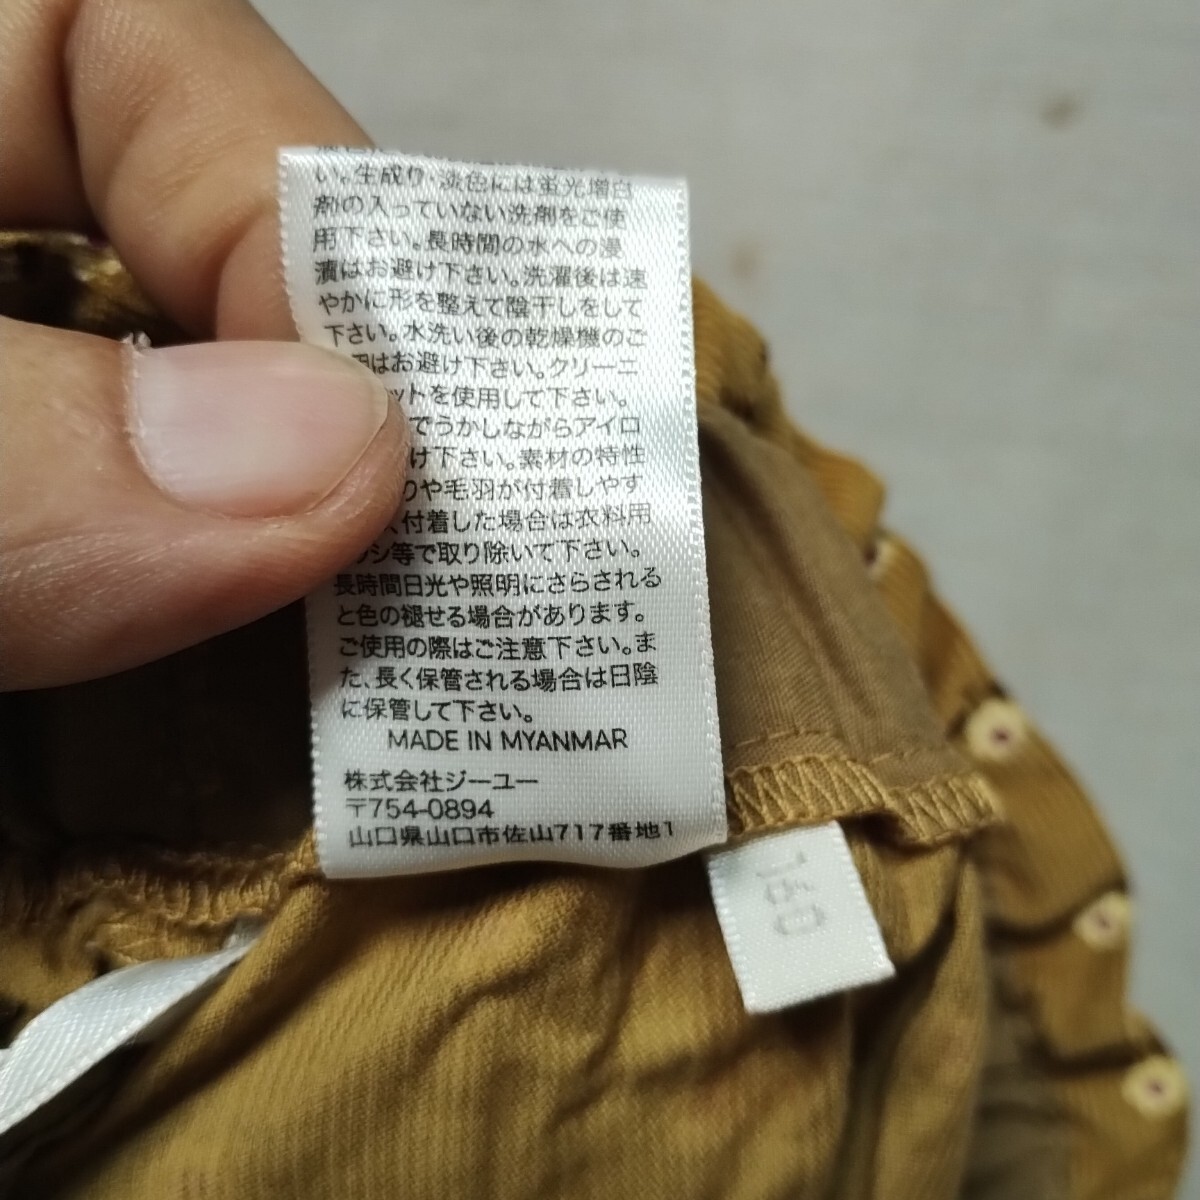 い。生成り・淡色には蛍光増白
剤の入っていない洗剤をご使
用下さい。長時間の水への浸
漬はお避け下さい。洗濯後は速
やかに形を整えて陰干しをして
下さい。水洗い後の乾燥機のご
はお避け下さい。クリーニ
ットを使用して下さい。
でうかしながらアイロ
け下さい。素材の特性
りや毛羽が付着しやす
、付着した場合は衣料用
シ等で取り除いて下さい。
長時間日光や照明にさらされる
と色の褪せる場合があります。
ご使用の際はご注意下さい。ま
た、長く保管される場合は日陰
に保管して下さい。
MADE IN MYANMAR
株式会社ジーユー
〒754-0894
山口県山口市佐山717番地1
160